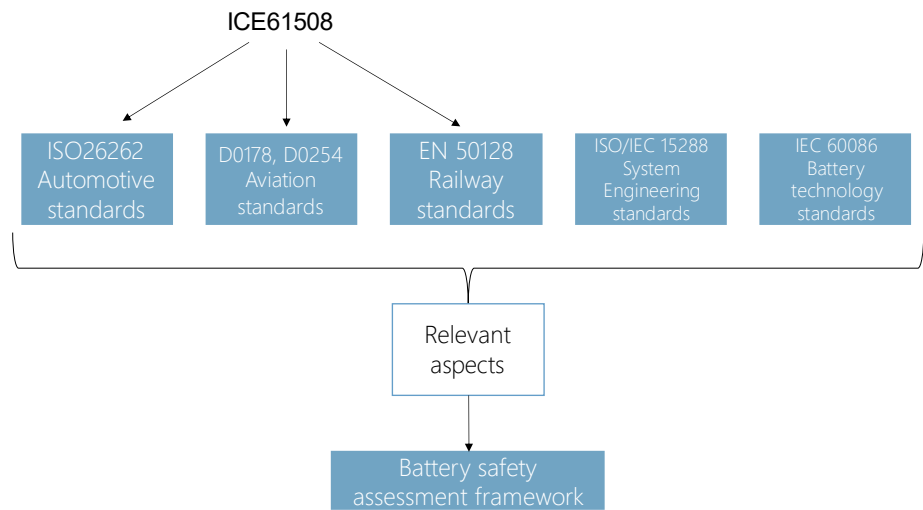 ICE61508
ISO26262
Automotive
standards
D0178, D0254
Aviation
standards
EN 50128
Railway
standards
ISO/IEC 15288
System
Engineering
standards
IEC 60086
Battery
technology
standards
Relevant
aspects
Battery safety
assessment framework